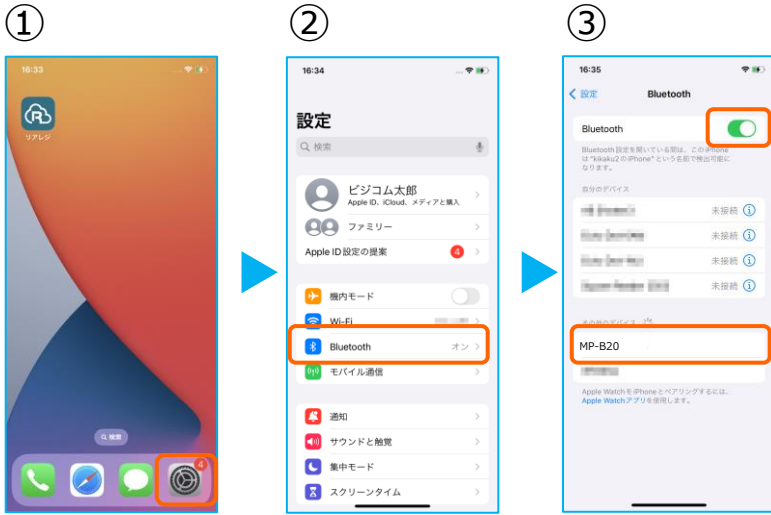 ①
16:33
リアレジ
検索
4
②
16:34
設定
検索
ビジコム太郎
Apple ID、iCloud、メディアと購入
ファミリー
Apple ID 設定の提案
4
機内モード
Wi-Fi
Bluetooth
オン
モバイル通信
通知
サウンドと触覚
集中モード
スクリーンタイム
③
16:35
設定
Bluetooth
Bluetooth
Bluetooth 設定を開いている間は、このiPhone
は "kikaku2 のiPhone" という名前で検出可能に
なります。
自分のデバイス
未接続
未接続
未接続
未接続
その他のデバイス
MP-B20
Apple Watch を iPhone とペアリングするには、
Apple Watch アプリを使用します。